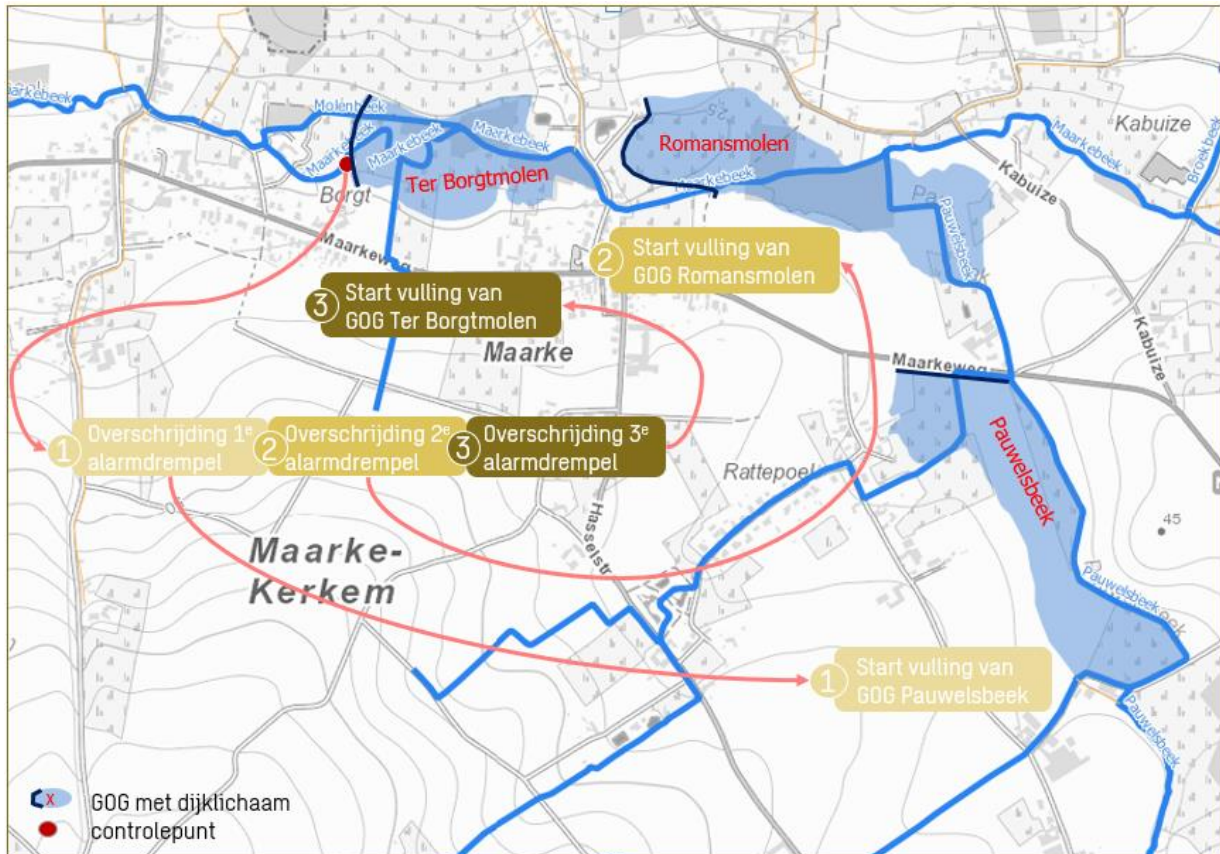 Maarkebeek
Molenbeek
Maarkebeek
Maarkebeek
Maarkebeek
Ter Borgtmolen
Borgt
Romansmolen
25
Maarkebeek
Maarkebeek
Kabuize
Broekbeek
Kabuize
Pauwelsbeek
Maarkeweg
2 Start vulling van
GOG Romansmolen
3 Start vulling van
GOG Ter Borgtmolen
Maarke
Maarkeweg
Kabuize
1 Overschrijding 1e
alarmdrempel
2 Overschrijding 2e
alarmdrempel
3 Overschrijding 3e
alarmdrempel
Rattepoel
Pauwelsbeek
45
Hasselstr
Maarke-
Kerkem
Pauwelsbeek
1 Start vulling van
GOG Pauwelsbeek
Pauwelsbeek
x GOG met dijklichaam
controlepunt